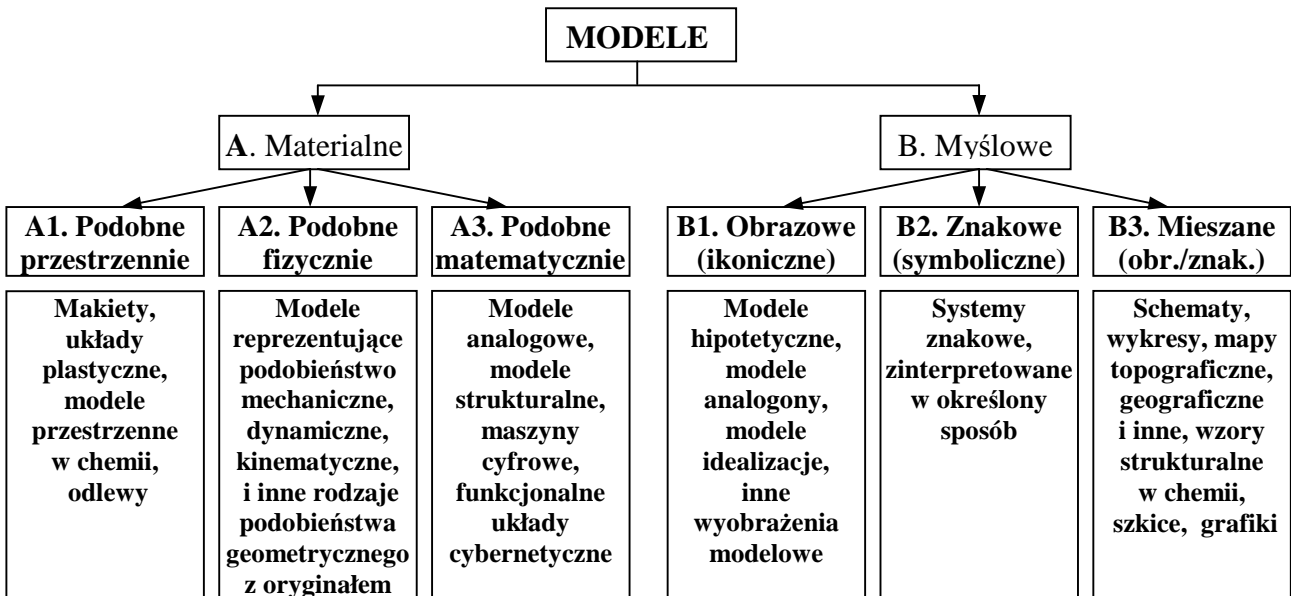 MODELE
A. Materialne
B. Myślowe
A1. Podobne
przestrzennie
A2. Podobne
fizycznie
A3. Podobne
matematycznie
B1. Obrazowe
(ikoniczne)
B2. Znakowe
(symboliczne)
B3. Mieszane
(obr./znak.)
Makiety,
układy
plastyczne,
modele
przestrzenne
w chemii,
odlewy
Modele
reprezentujące
podobieństwo
mechaniczne,
dynamiczne,
kinematyczne,
i inne rodzaje
podobieństwa
geometrycznego
z oryginałem
Modele
analogowe,
modele
strukturalne,
maszyny
cyfrowe,
funkcjonalne
układy
cybernetyczne
Modele
hipotetyczne,
modele
analogony,
modele
idealizacje,
inne
wyobrażenia
modelowe
Systemy
znakowe,
zinterpretowane
w określony
sposób
Schematy,
wykresy, mapy
topograficzne,
geograficzne
i inne, wzory
strukturalne
w chemii,
szkice, grafiki